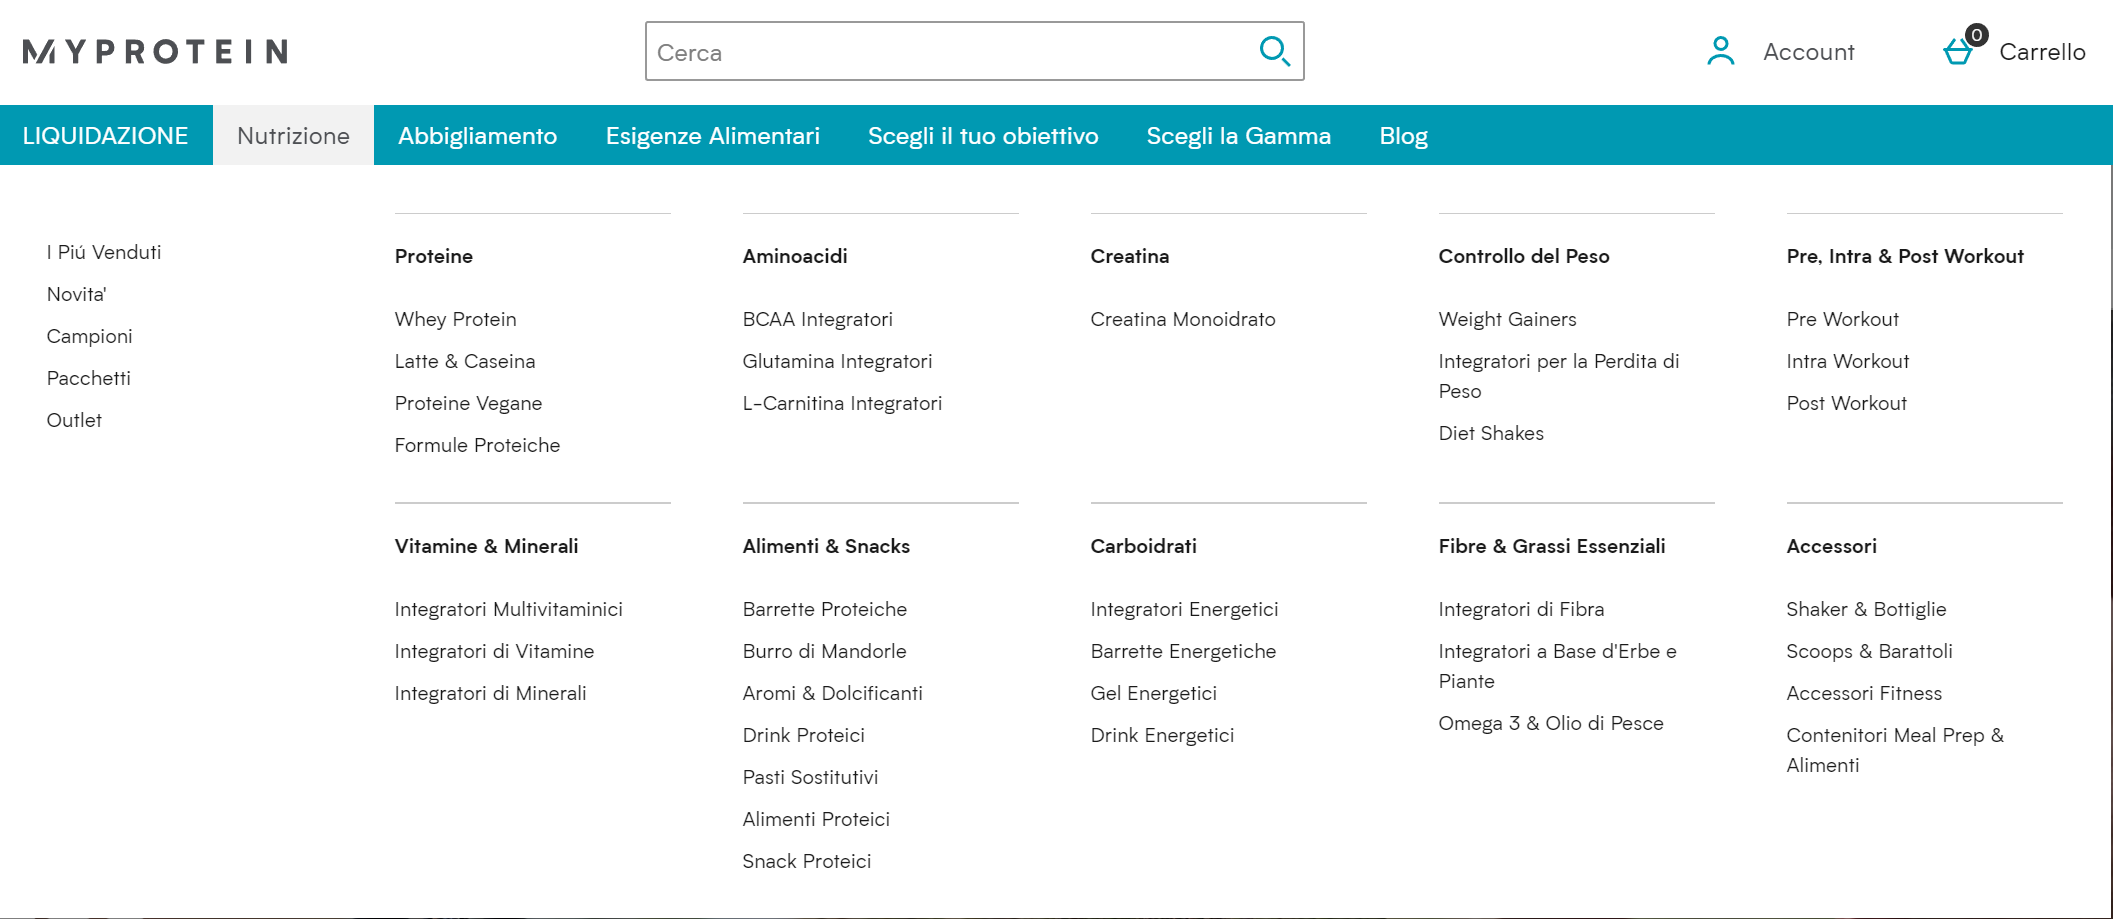 MYPROTEIN
Cerca
Account
0
Carrello
LIQUIDAZIONE
Nutrizione
Abbigliamento
Esigenze Alimentari
Scegli il tuo obiettivo
Scegli la Gamma
Blog
I Piú Venduti
Novita'
Campioni
Pacchetti
Outlet
Proteine
Whey Protein
Latte & Caseina
Proteine Vegane
Formule Proteiche
Aminoacidi
BCAA Integratori
Glutamina Integratori
L-Carnitina Integratori
Creatina
Creatina Monoidrato
Controllo del Peso
Weight Gainers
Integratori per la Perdita di
Peso
Diet Shakes
Pre, Intra & Post Workout
Pre Workout
Intra Workout
Post Workout
Vitamine & Minerali
Integratori Multivitaminici
Integratori di Vitamine
Integratori di Minerali
Alimenti & Snacks
Barrette Proteiche
Burro di Mandorle
Aromi & Dolcificanti
Drink Proteici
Pasti Sostitutivi
Alimenti Proteici
Snack Proteici
Carboidrati
Integratori Energetici
Barrette Energetiche
Gel Energetici
Drink Energetici
Fibre & Grassi Essenziali
Integratori di Fibra
Integratori a Base d'Erbe e
Piante
Omega 3 & Olio di Pesce
Accessori
Shaker & Bottiglie
Scoops & Barattoli
Accessori Fitness
Contenitori Meal Prep &
Alimenti